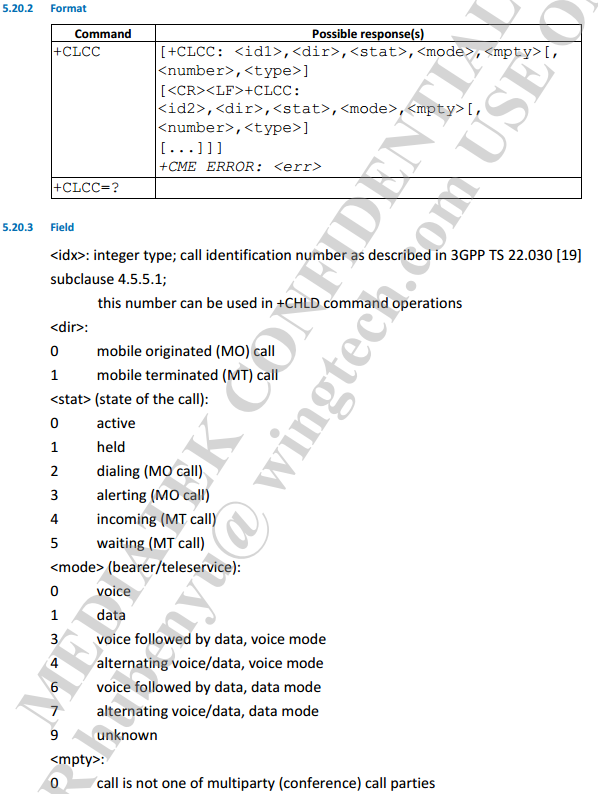 5.20.2 Format
Command Possible response(s)
+CLCC [+CLCC: <id1>,<dir>,<stat>,<mode>,<mpty>[,
<number>,<type>]
[<CR><LF>+CLCC:
<id2>,<dir>,<stat>,<mode>,<mpty>[,
<number>,<type>]
[...]]]
+CME ERROR: <err>
+CLCC=?
5.20.3 Field
<idx>: integer type; call identification number as described in 3GPP TS 22.030 [19]
subclause 4.5.5.1;
this number can be used in +CHLD command operations
<dir>:
0 mobile originated (MO) call
1 mobile terminated (MT) call
<stat> (state of the call):
0 active
1 held
2 dialing (MO call)
3 alerting (MO call)
4 incoming (MT call)
5 waiting (MT call)
<mode> (bearer/teleservice):
0 voice
1 data
3 voice followed by data, voice mode
4 alternating voice/data, voice mode
6 voice followed by data, data mode
7 alternating voice/data, data mode
9 unknown
<mpty>:
0 call is not one of multiparty (conference) call parties
MEDIATEK CONFIDENTIAL
R hubenyu@ wingtech.com USE O